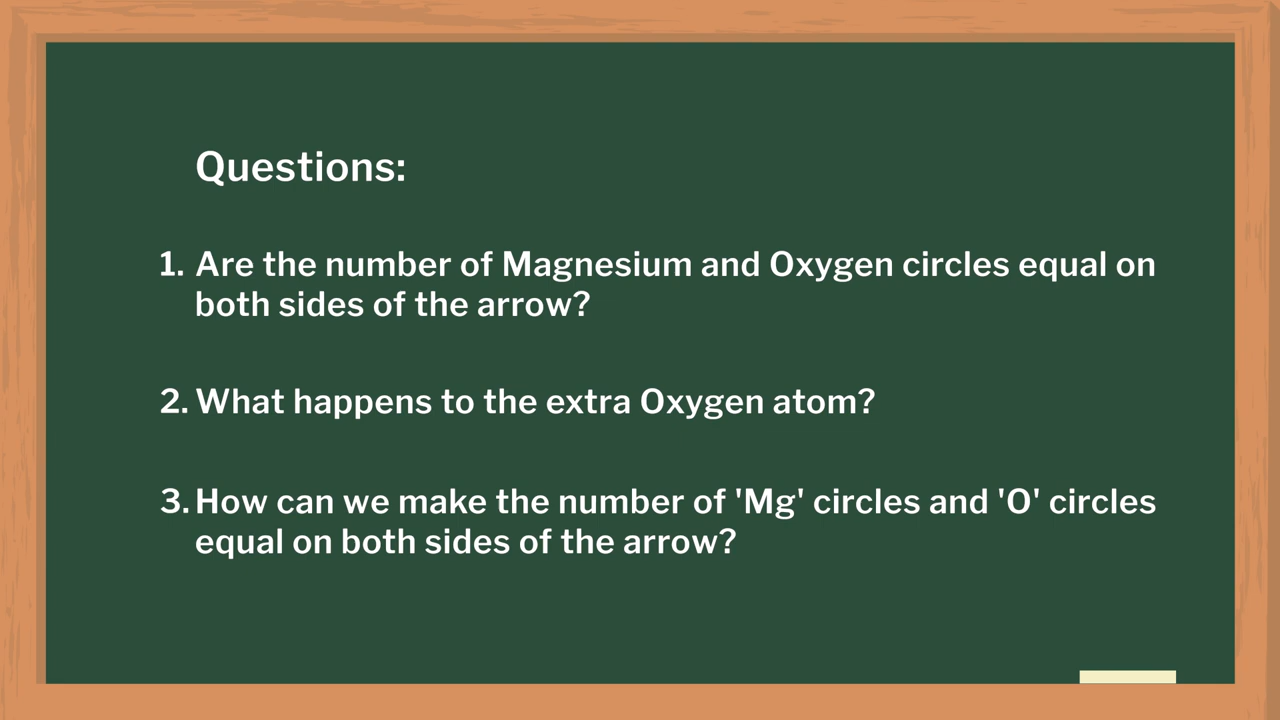 Questions:
1. Are the number of Magnesium and Oxygen circles equal on
both sides of the arrow?
2. What happens to the extra Oxygen atom?
3. How can we make the number of 'Mg' circles and 'O' circles
equal on both sides of the arrow?